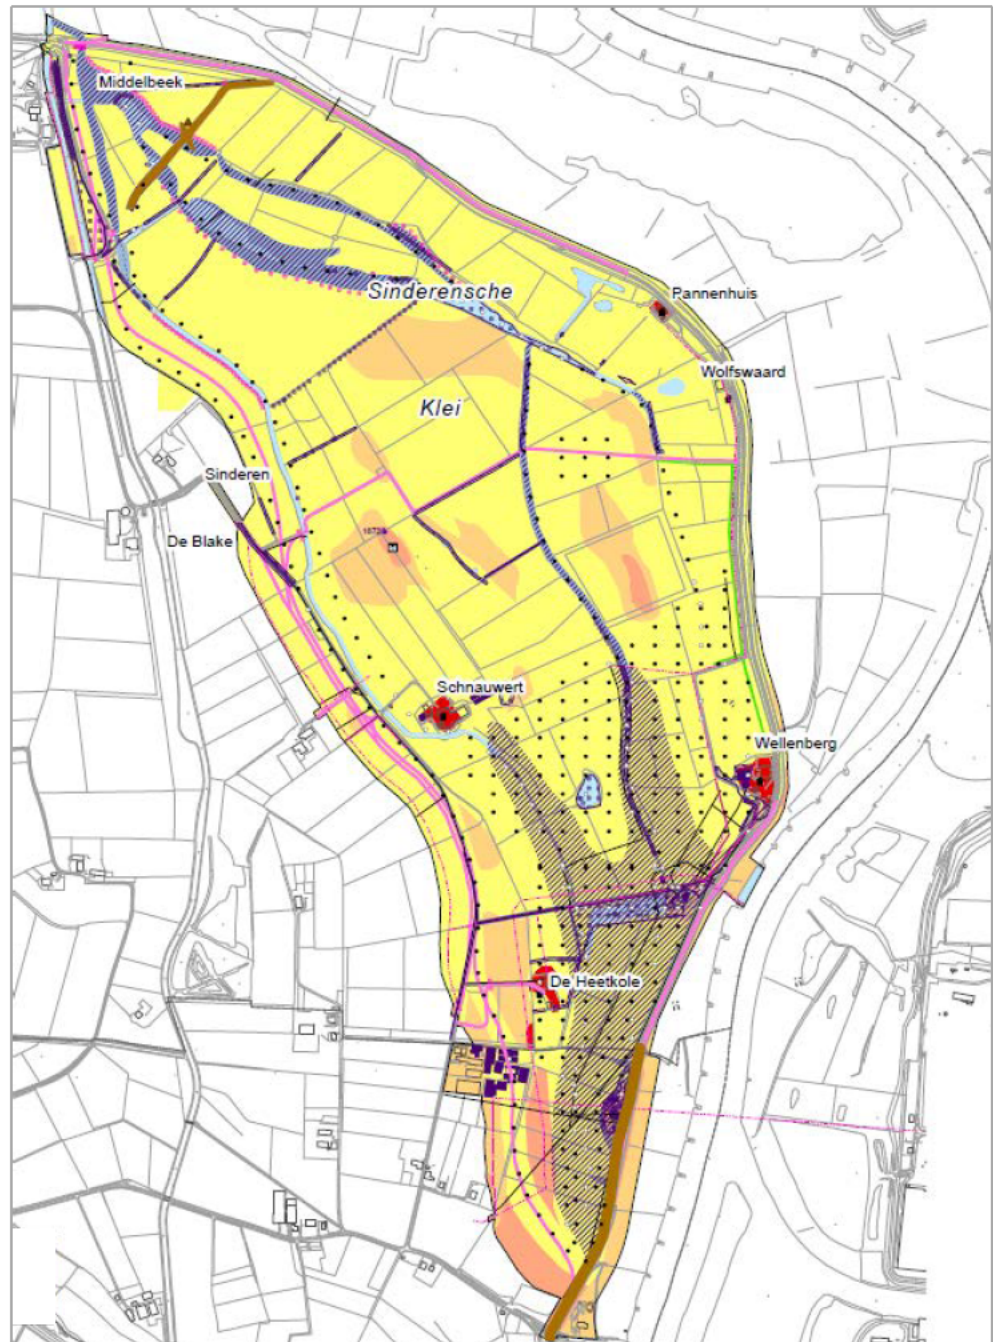 Middelbeek
Sinderensche
Pannenhuis
Wolfswaard
Klei
Sinderen
De Blake
Schnauwert
Wellenberg
De Heetkole